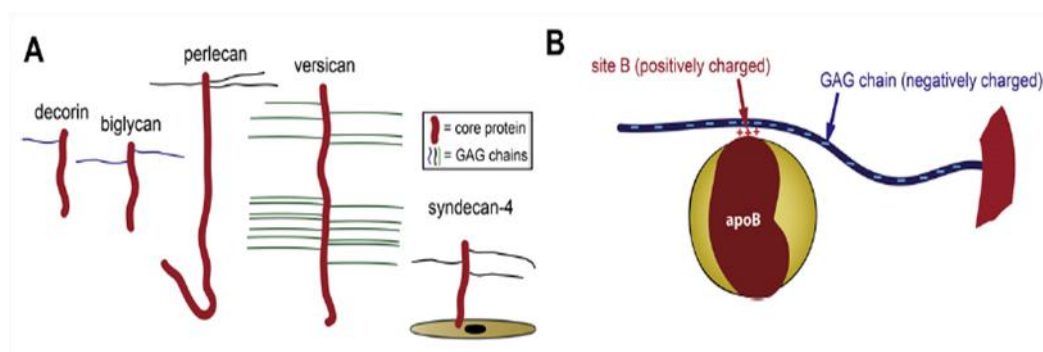 A
decorin
biglycan
perlecan
versican
= core protein
= GAG chains
syndecan-4
B
site B (positively charged)
GAG chain (negatively charged)
+++
apoB